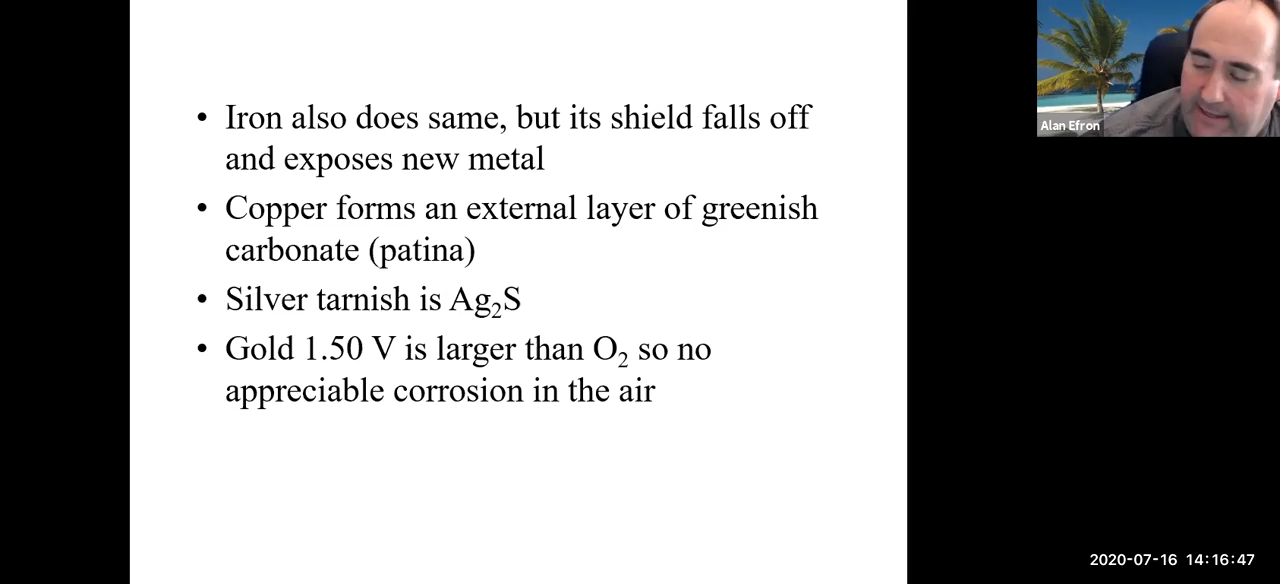 • Iron also does same, but its shield falls off
and exposes new metal
• Copper forms an external layer of greenish
carbonate (patina)
• Silver tarnish is Ag₂S
• Gold 1.50 V is larger than O₂ so no
appreciable corrosion in the air
Alan Efron
2020-07-16 14:16:47